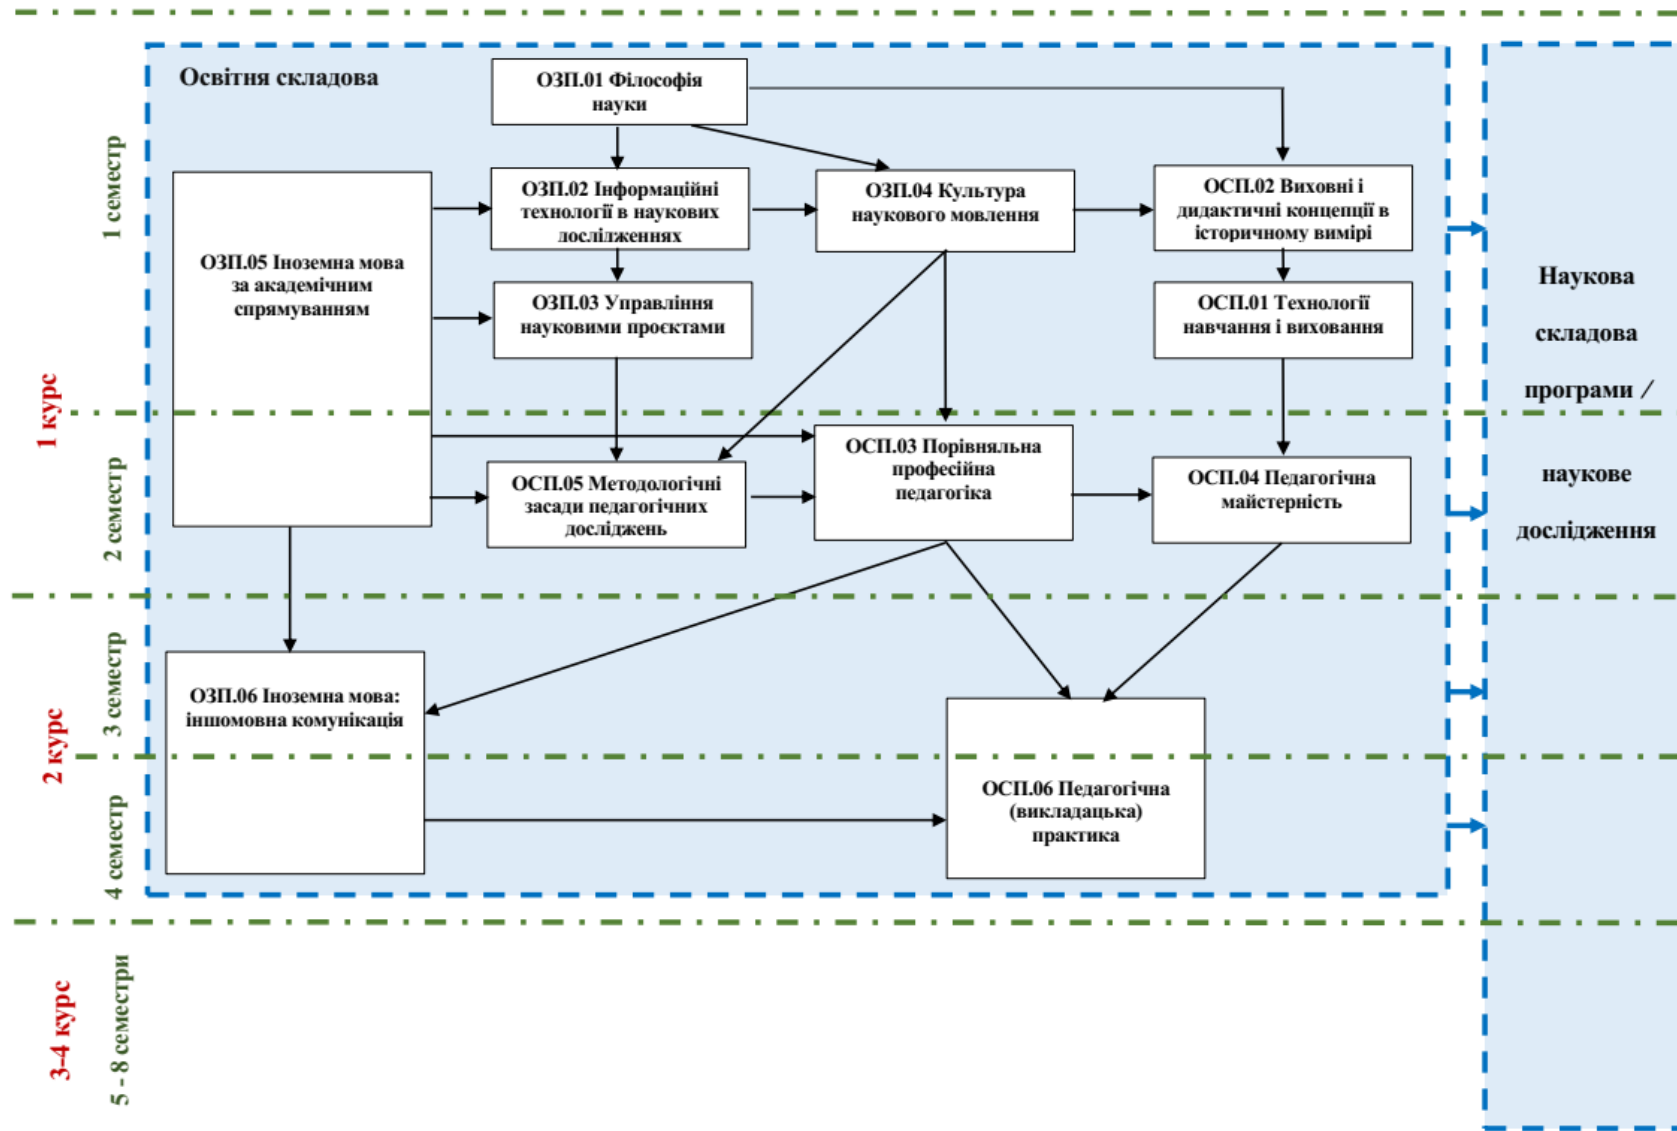 Освітня складова
ОЗП.01 Філософія
науки
1 семестр
ОЗП.02 Інформаційні
технології в наукових
дослідженнях
ОЗП.04 Культура
наукового мовлення
ОСП.02 Виховні і
дидактичні концепції в
історичному вимірі
ОЗП.05 Іноземна мова
за академічним
спрямуванням
ОЗП.03 Управління
науковими проєктами
ОСП.01 Технології
навчання і виховання
Наукова
складова
програми /
наукове
дослідження
1 курс
2 семестр
ОСП.05 Методологічні
засади педагогічних
досліджень
ОСП.03 Порівняльна
професійна
педагогіка
ОСП.04 Педагогічна
майстерність
3 семестр
ОЗП.06 Іноземна мова:
іншомовна комунікація
2 курс
4 семестр
ОСП.06 Педагогічна
(викладацька)
практика
3-4 курс
5 - 8 семестри